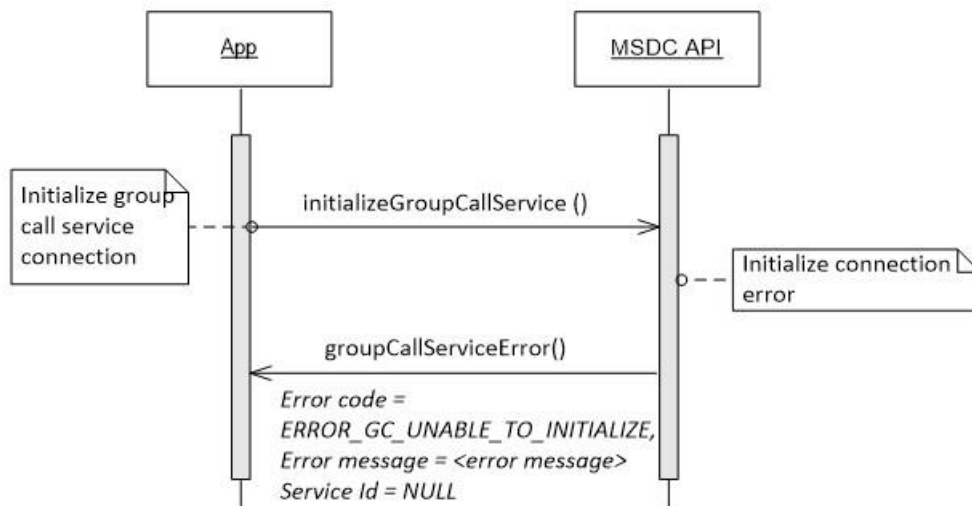 App
MSDC API
Initialize group
call service
connection
initializeGroupCallService ()
Initialize connection
error
groupCallServiceError()
Error code =
ERROR_GC_UNABLE_TO_INITIALIZE,
Error message = <error message>
Service Id = NULL